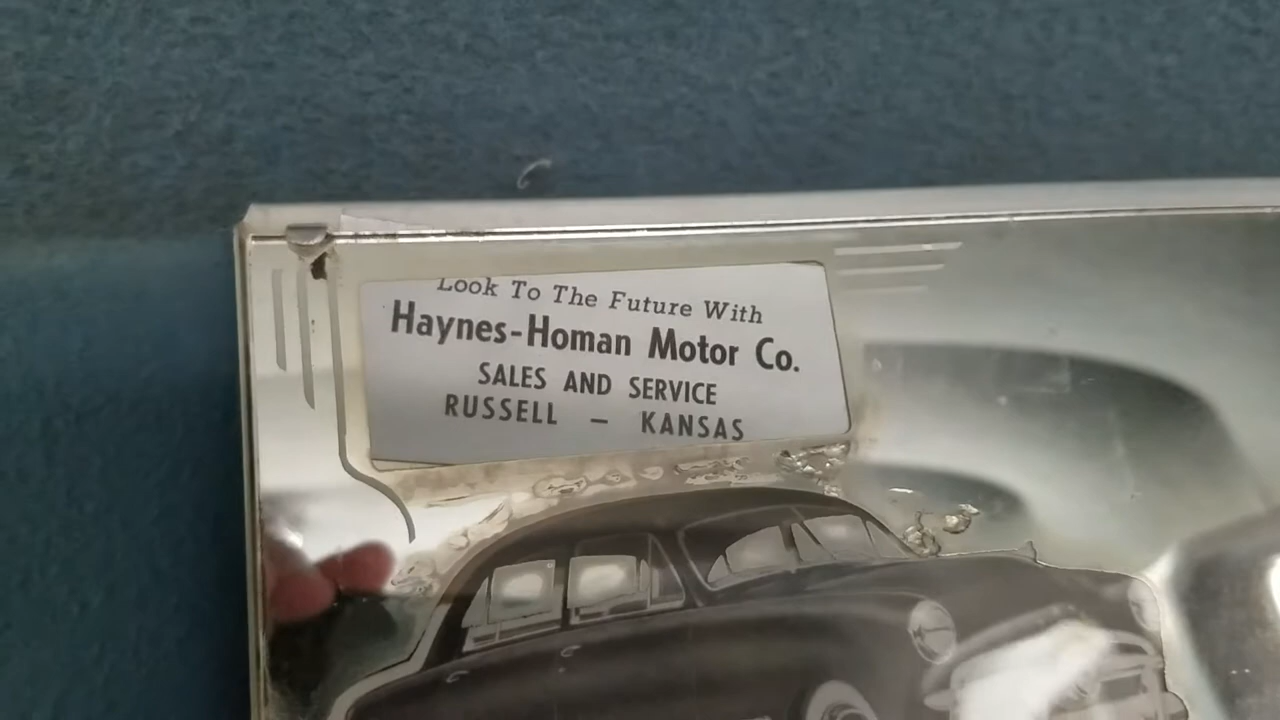 Look To The Future With
Haynes-Homan Motor Co.
SALES AND SERVICE
RUSSELL — KANSAS